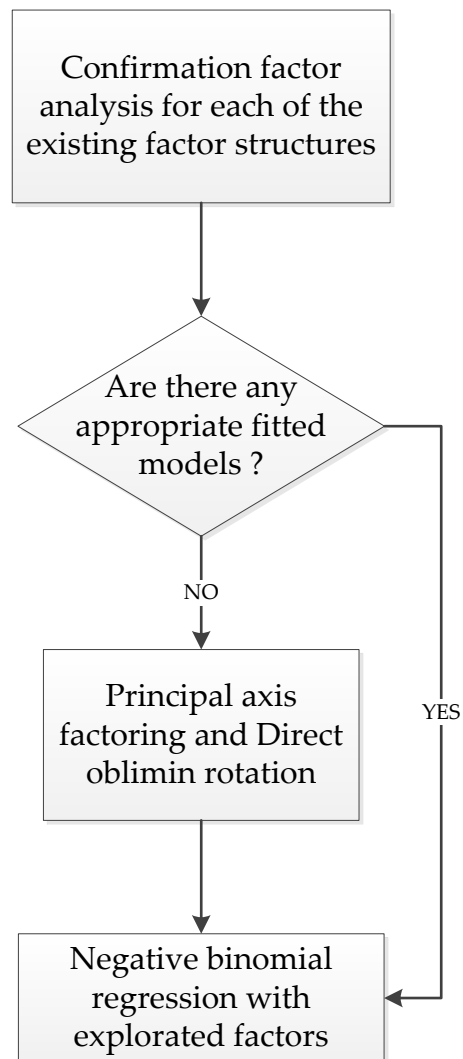 Confirmation factor
analysis for each of the
existing factor structures
Are there any
appropriate fitted
models ?
NO
Principal axis
factoring and Direct
oblimin rotation
YES
Negative binomial
regression with
explorated factors